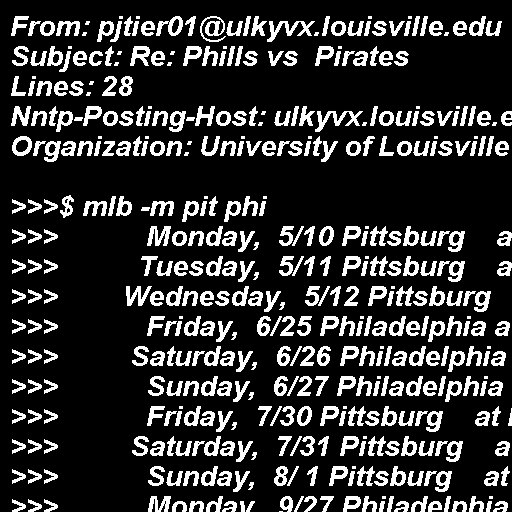 From: pjtier01@ulkyvx.louisville.edu
Subject: Re: Phills vs  Pirates
Lines: 28
Nntp-Posting-Host: ulkyvx.louisville.e
Organization: University of Louisville

>>>$ mlb -m pit phi
>>>           Monday,  5/10 Pittsburg    a
>>>          Tuesday,  5/11 Pittsburg    a
>>>        Wednesday,  5/12 Pittsburg
>>>           Friday,  6/25 Philadelphia a
>>>         Saturday,  6/26 Philadelphia
>>>           Sunday,  6/27 Philadelphia
>>>           Friday,  7/30 Pittsburg    at
>>>         Saturday,  7/31 Pittsburg    a
>>>           Sunday,  8/ 1 Pittsburg    at
>>>           Monday,  9/27 Philadelphia